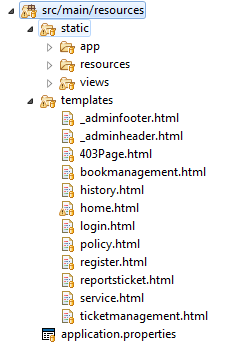 src/main/resources
static
app
resources
views
templates
_adminfooter.html
_adminheader.html
403Page.html
bookmanagement.html
history.html
home.html
login.html
policy.html
register.html
reportsticket.html
service.html
ticketmanagement.html
application.properties